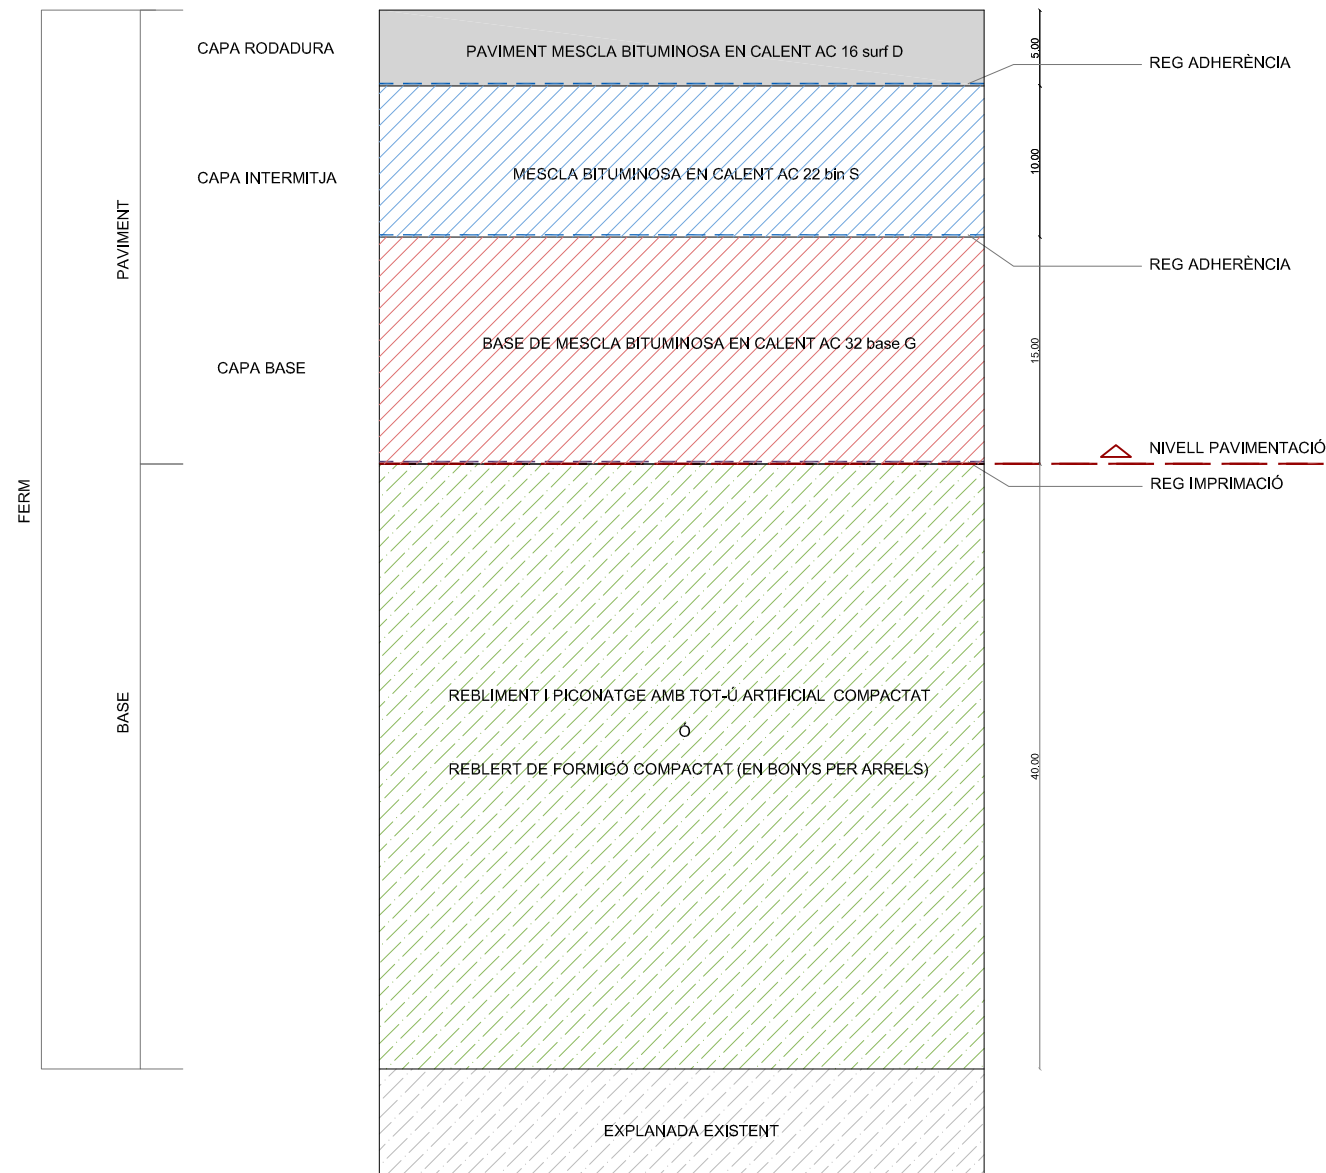 CAPA RODADURA
PAVIMENT MESCLA BITUMINOSA EN CALENT AC 16 surf D
5.00
REG ADHERÈNCIA
CAPA INTERMITJA
MESCLA BITUMINOSA EN CALENT AC 22 bin S
10.00
PAVIMENT
REG ADHERÈNCIA
CAPA BASE
BASE DE MESCLA BITUMINOSA EN CALENT AC 32 base G
15.00
NIVELL PAVIMENTACIÓ
REG IMPRIMACIÓ
FERM
BASE
REBLIMENT I PICONATGE AMB TOT-Ú ARTIFICIAL COMPACTAT
Ó
REBLERT DE FORMIGÓ COMPACTAT (EN BONYS PER ARRELS)
40.00
EXPLANADA EXISTENT